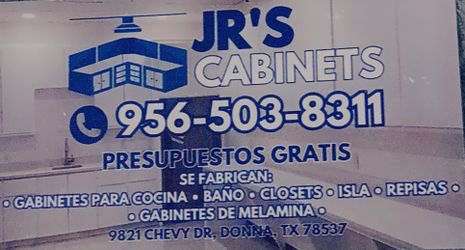 JR'S
CABINETS
956-503-8311
PRESUPUESTOS GRATIS
SE FABRICAN:
• GABINETES PARA COCINA • BAÑO • CLOSETS • ISLA • REPISAS •
• GABINETES DE MELAMINA •
9821 CHEVY DR, DONNA, TX 78537